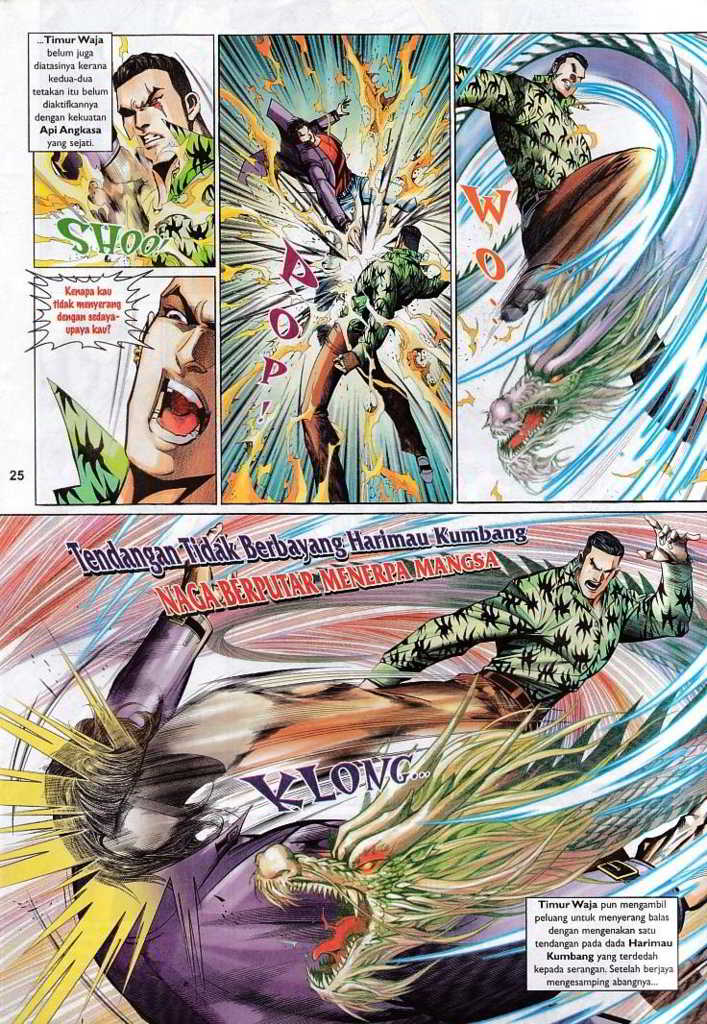 ...Timur Waja
belum juga
diatasinya kerana
kedua-dua
tetakan itu belum
diaktifkannya
dengan kekuatan
Api Angkasa
yang sejati.
SHOO'
Kenapa kau
tidak menyerang
dengan sedaya-
upaya kau?
POP!
WO..
25
Tendangan Tidak Berbayang Harimau Kumbang
NAGA BERPUTAR MENERPA MANGSA
KLONG...
Timur Waja pun mengambil
peluang untuk menyerang balas
dengan mengenakan satu
tendangan pada dada Harimau
Kumbang yang terdedah
kepada serangan. Setelah berjaya
mengesamping abangnya...